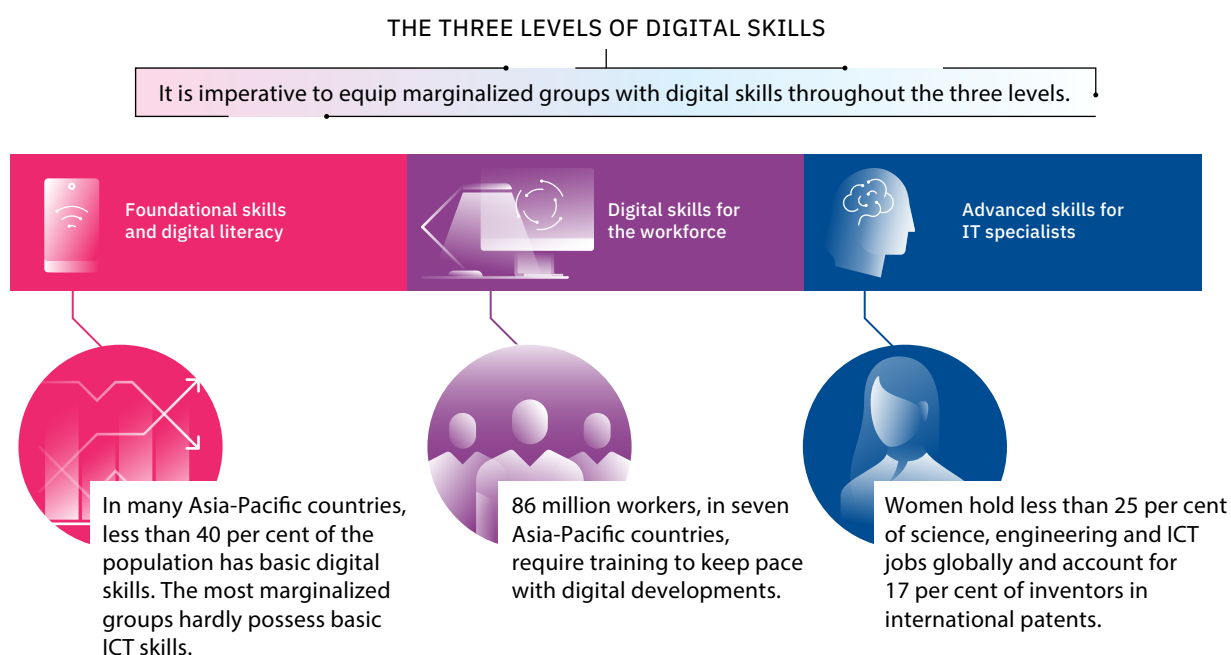 THE THREE LEVELS OF DIGITAL SKILLS
It is imperative to equip marginalized groups with digital skills throughout the three levels.
Foundational skills
and digital literacy
Digital skills for
the workforce
Advanced skills for
IT specialists
In many Asia-Pacific countries,
less than 40 per cent of the
population has basic digital
skills. The most marginalized
groups hardly possess basic
ICT skills.
86 million workers, in seven
Asia-Pacific countries,
require training to keep pace
with digital developments.
Women hold less than 25 per cent
of science, engineering and ICT
jobs globally and account for
17 per cent of inventors in
international patents.